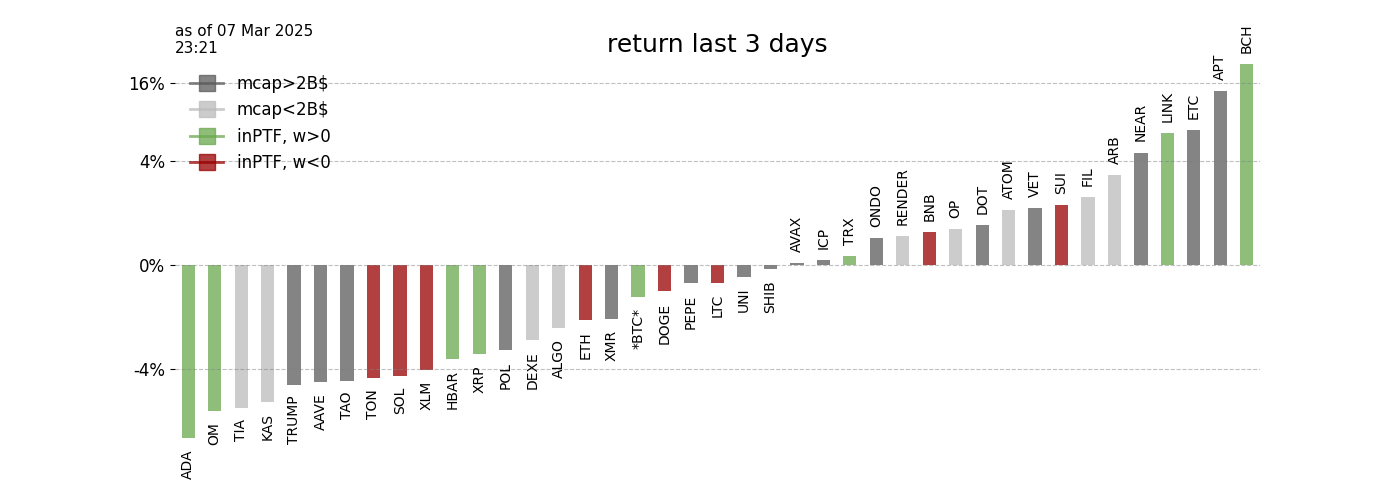 as of 07 Mar 2025
23:21
return last 3 days
16%
4%
0%
-4%
mcap>2B$
mcap<2B$
inPTF, w>0
inPTF, w<0
ADA
OM
TIA
KAS
TRUMP
AAVE
TAO
TON
SOL
XLM
HBAR
XRP
POL
DEXE
ALGO
ETH
XMR
*BTC*
DOGE
PEPE
LTC
UNI
SHIB
AVAX
ICP
TRX
ONDO
RENDER
BNB
OP
DOT
ATOM
VET
SUI
FIL
ARB
NEAR
LINK
ETC
APT
BCH